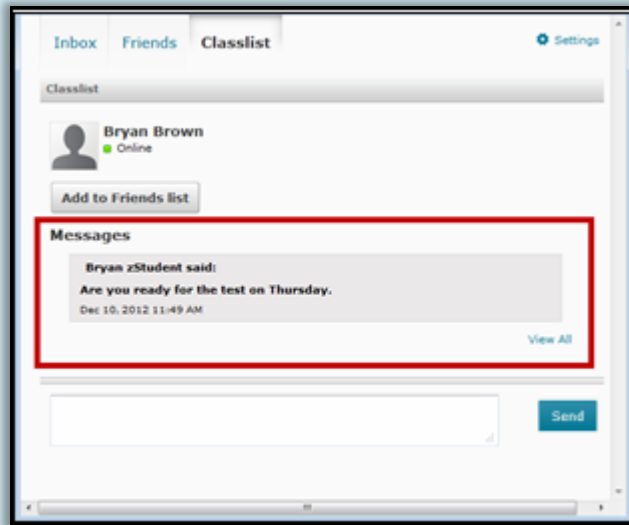 Inbox Friends Classlist Settings
Classlist
Bryan Brown
Online
Add to Friends list
Messages
Bryan zStudent said:
Are you ready for the test on Thursday.
Dec 10, 2012 11:49 AM
View All
Send